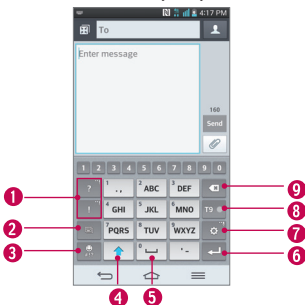 4:17 PM
To
Enter message
160
Send
1 2 3 4 5 6 7 8 9 0
? 1 ., 2 ABC 3 DEF
! 4 GHI 5 JKL 6 MNO T9
7 PQRS 8 TUV 9 WXYZ
0 '-
1
2
3
4
5
6
7
8
9